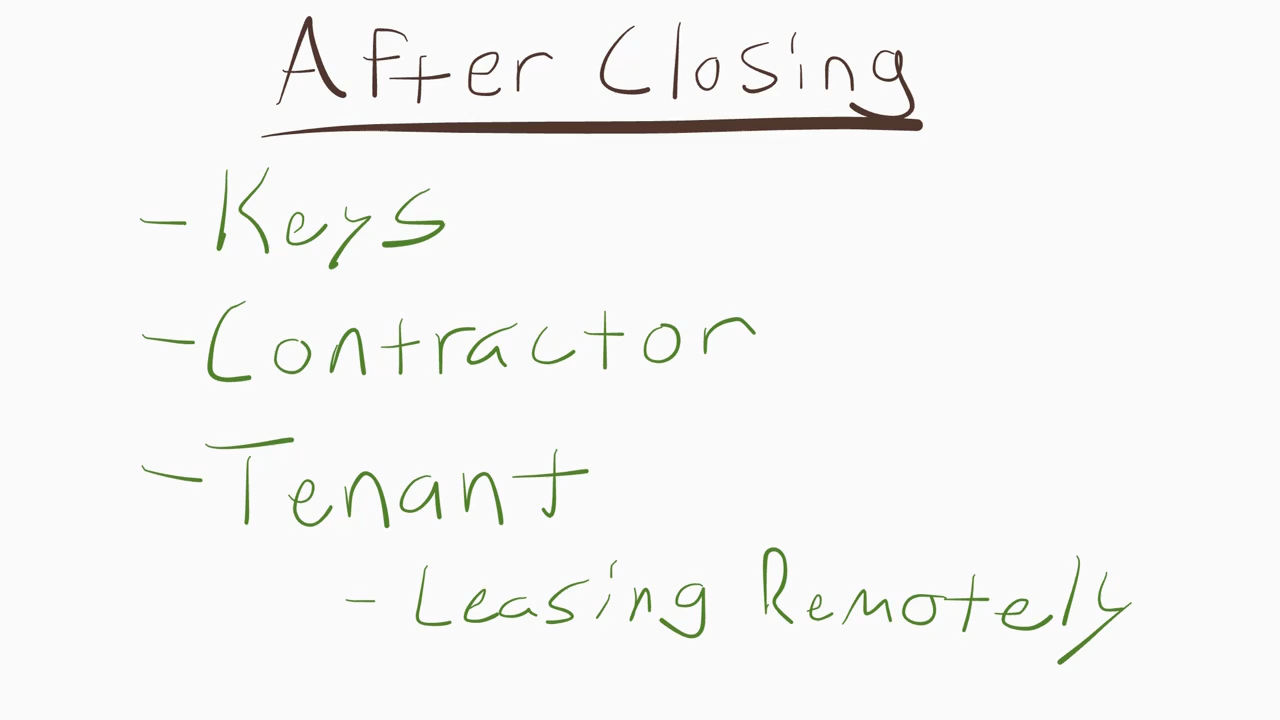 After Closing
- Keys
- Contractor
- Tenant
- Leasing Remotely